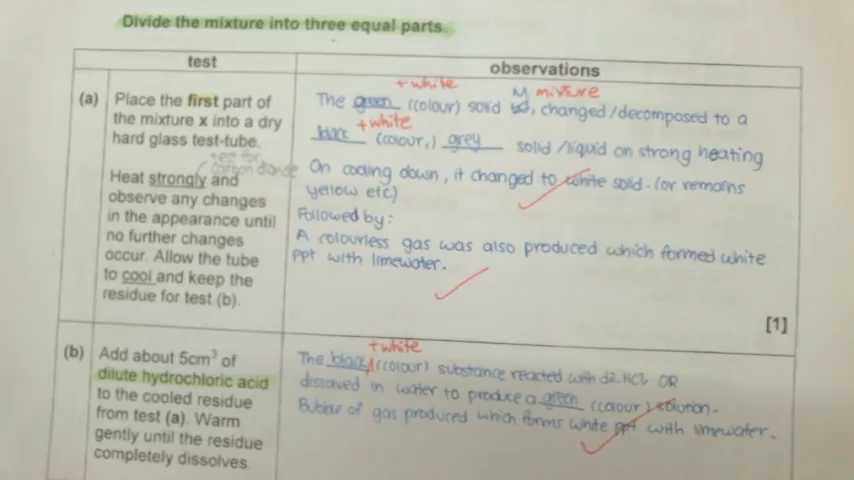 Divide the mixture into three equal parts.
test
observations
(a)
Place the first part of
the mixture x into a dry
hard glass test-tube.
test for
carbon dioxide
Heat strongly and
observe any changes
in the appearance until
no further changes
occur. Allow the tube
to cool and keep the
residue for test (b).
+ white
M mixture
The green (colour) solid , changed/decomposed to a
+white
black (colour,) grey solid/liquid on strong heating
On cooling down, it changed to white solid. (or remains
yellow etc)
Followed by:
A colourless gas was also produced which formed white
ppt with limewater.
[1]
(b)
Add about 5cm³ of
dilute hydrochloric acid
to the cooled residue
from test (a). Warm
gently until the residue
completely dissolves
+white
The black (colour) substance reacted with dil. HCl OR
dissolved in water to produce a green (colour) solution.
Bubble of gas produced which forms white ppt with limewater.